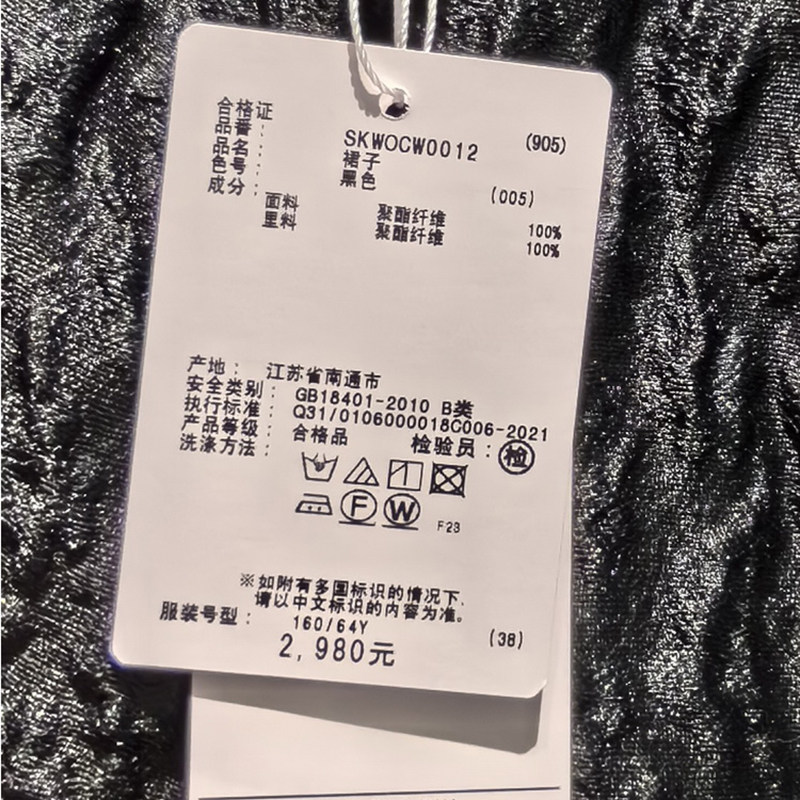 合格证
品番： SKWOCW0012 (905)
品名： 裙子
色号： 黑色 (005)
成分：
面料 聚酯纤维 100%
里料 聚酯纤维 100%
产地： 江苏省南通市
安全类别： GB18401-2010 B类
执行标准： Q31/0106000018C006-2021
产品等级： 合格品 检验员： 检
洗涤方法：
F W F23
※如附有多国标识的情况下，
请以中文标识的内容为准。
服装号型： 160/64Y (38)
2,980元